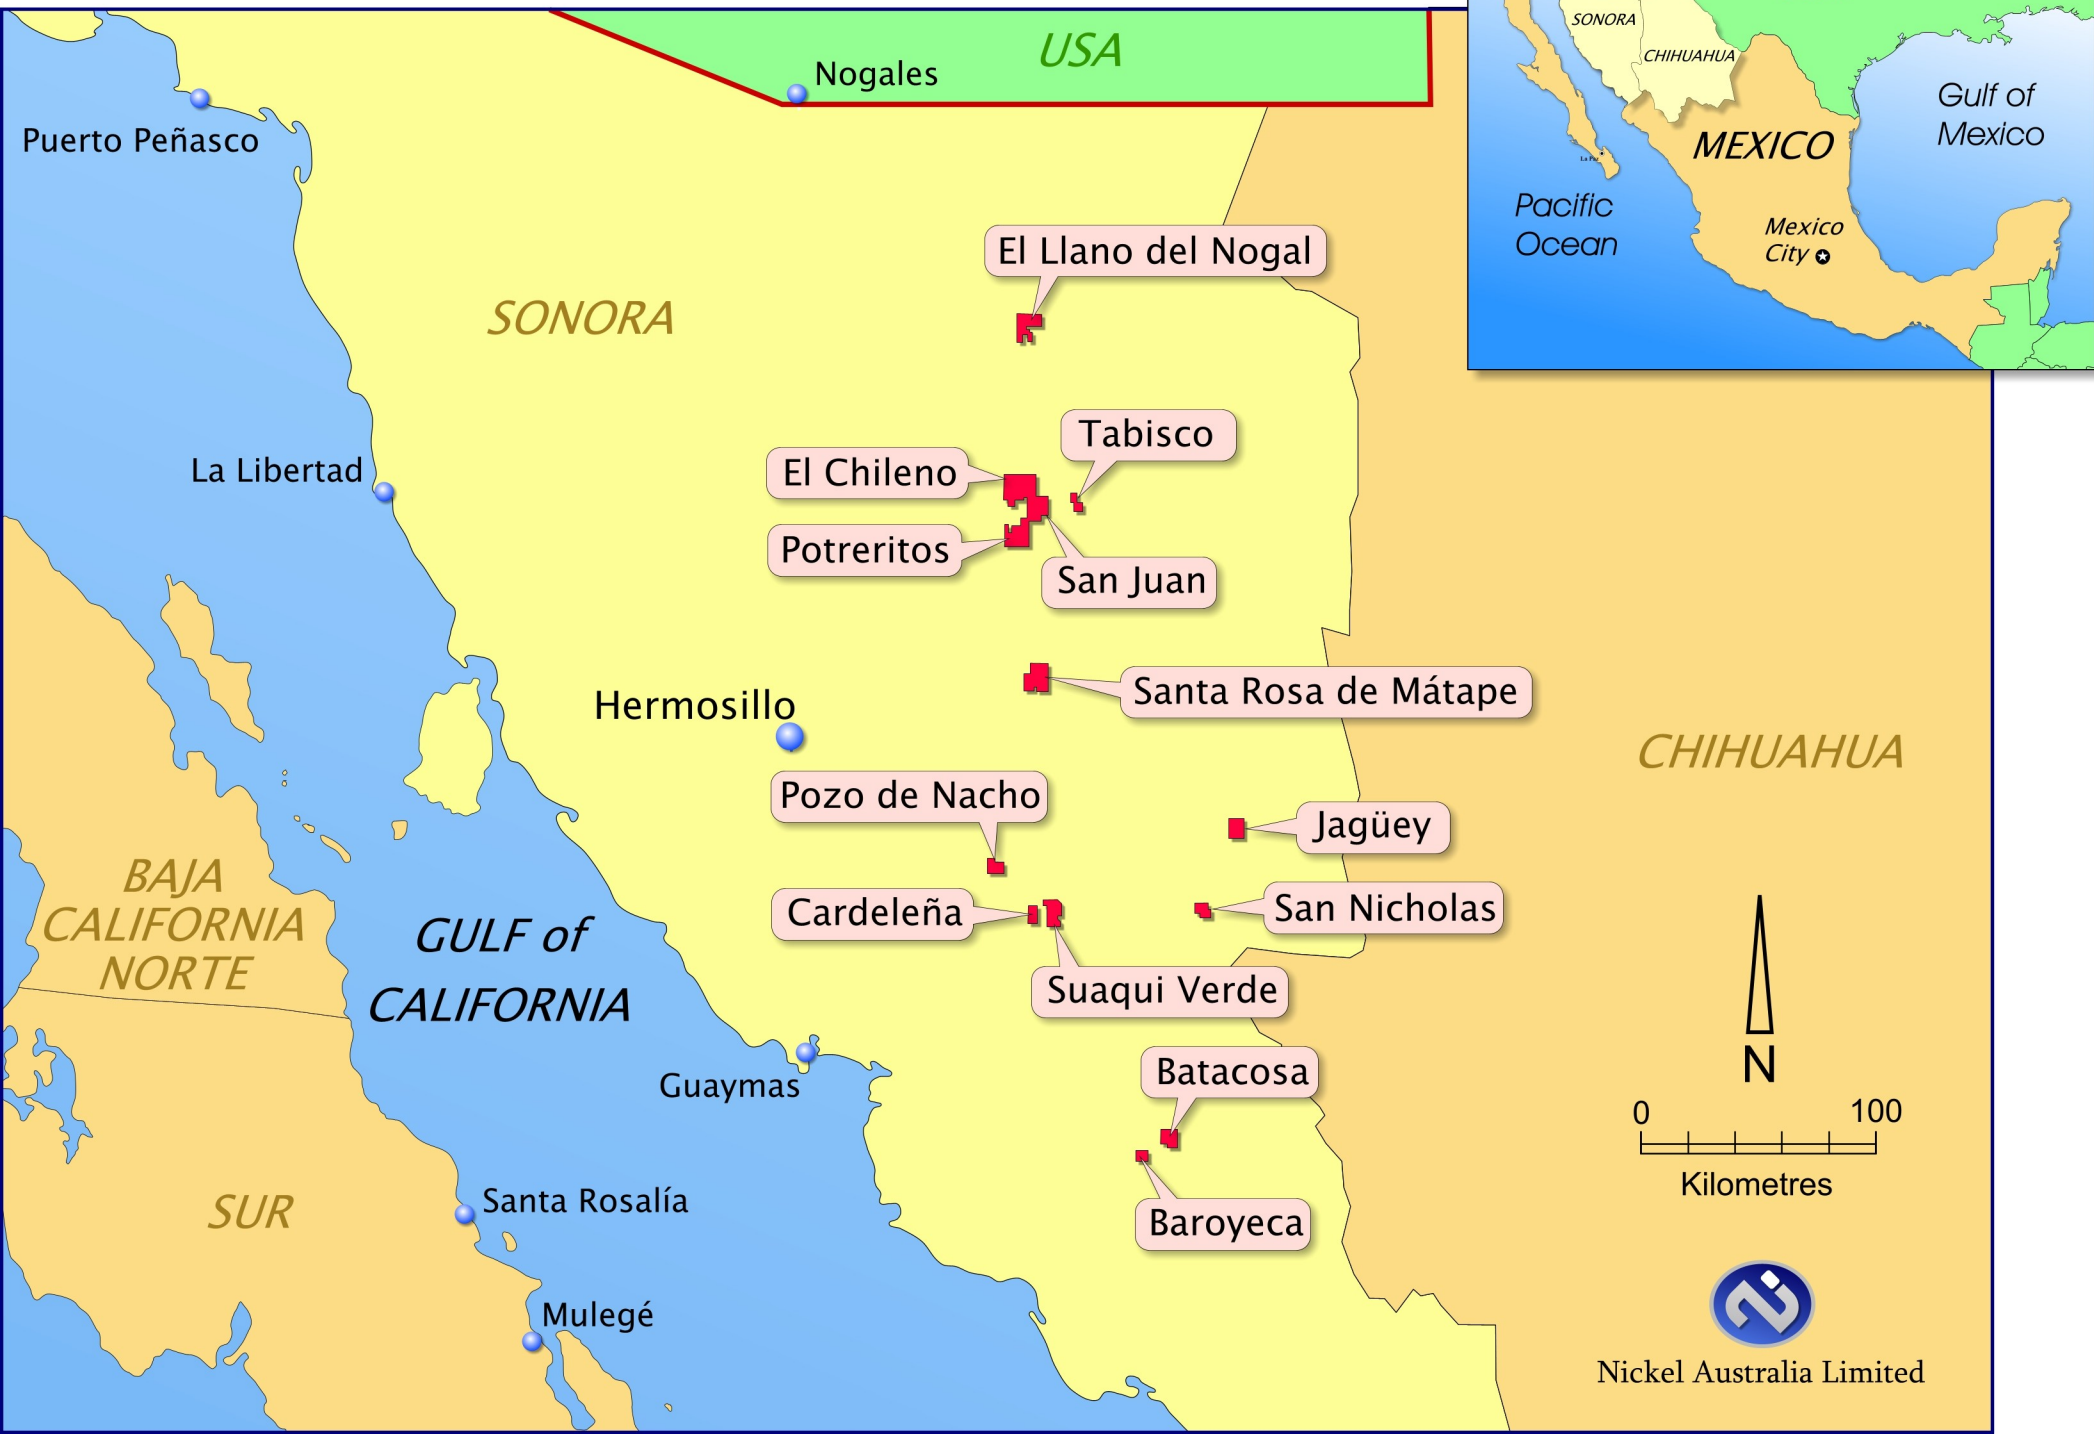 USA
Nogales
Puerto Peñasco
El Llano del Nogal
SONORA
Tabisco
El Chileno
La Libertad
Potreritos
San Juan
Santa Rosa de Mátape
Hermosillo
CHIHUAHUA
Pozo de Nacho
Jagüey
BAJA
CALIFORNIA
NORTE
Cardeleña
San Nicholas
GULF of
CALIFORNIA
Suaqui Verde
Batacosa
Guaymas
N
0 100
Kilometres
Santa Rosalía
SUR
Baroyeca
Mulegé
Nickel Australia Limited
SONORA
CHIHUAHUA
Gulf of
Mexico
MEXICO
La Paz
Pacific
Ocean
Mexico
City